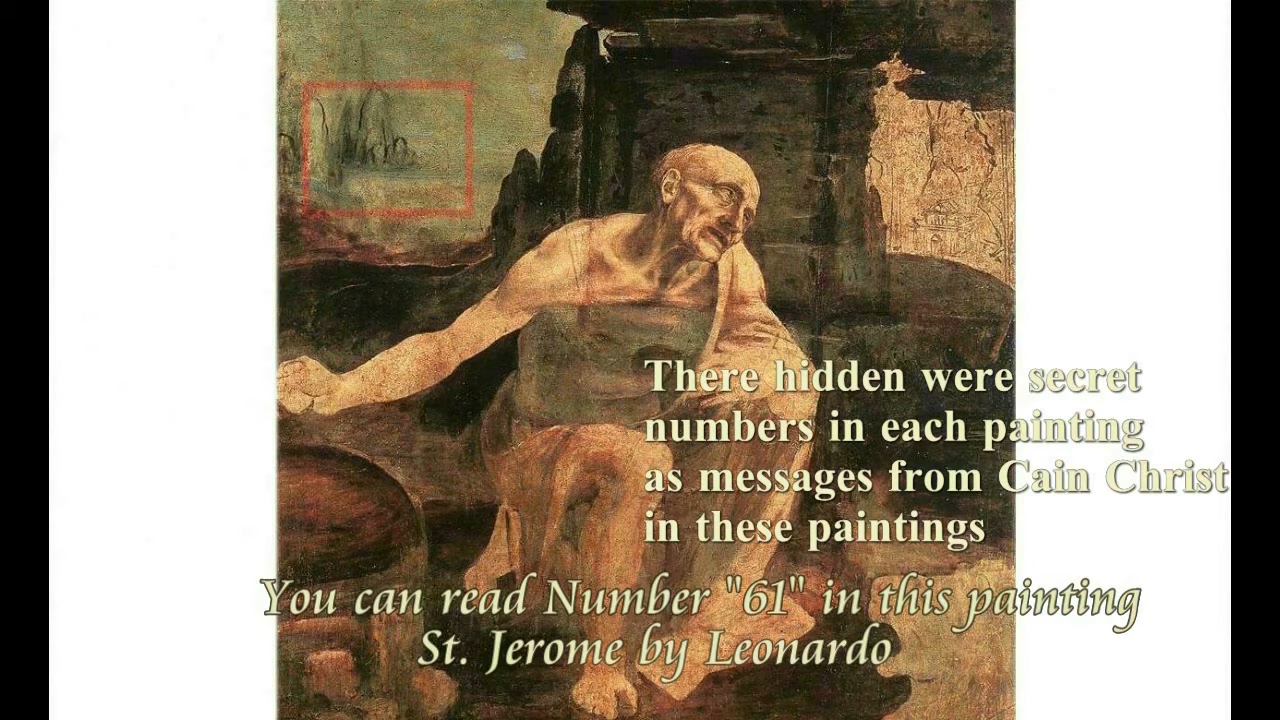 There hidden were secret
numbers in each painting
as messages from Cain Christ
in these paintings
You can read Number "61" in this painting
St. Jerome by Leonardo